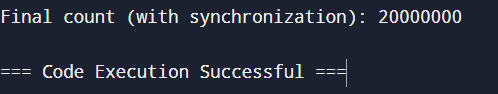 Final count (with synchronization): 20000000
=== Code Execution Successful ===